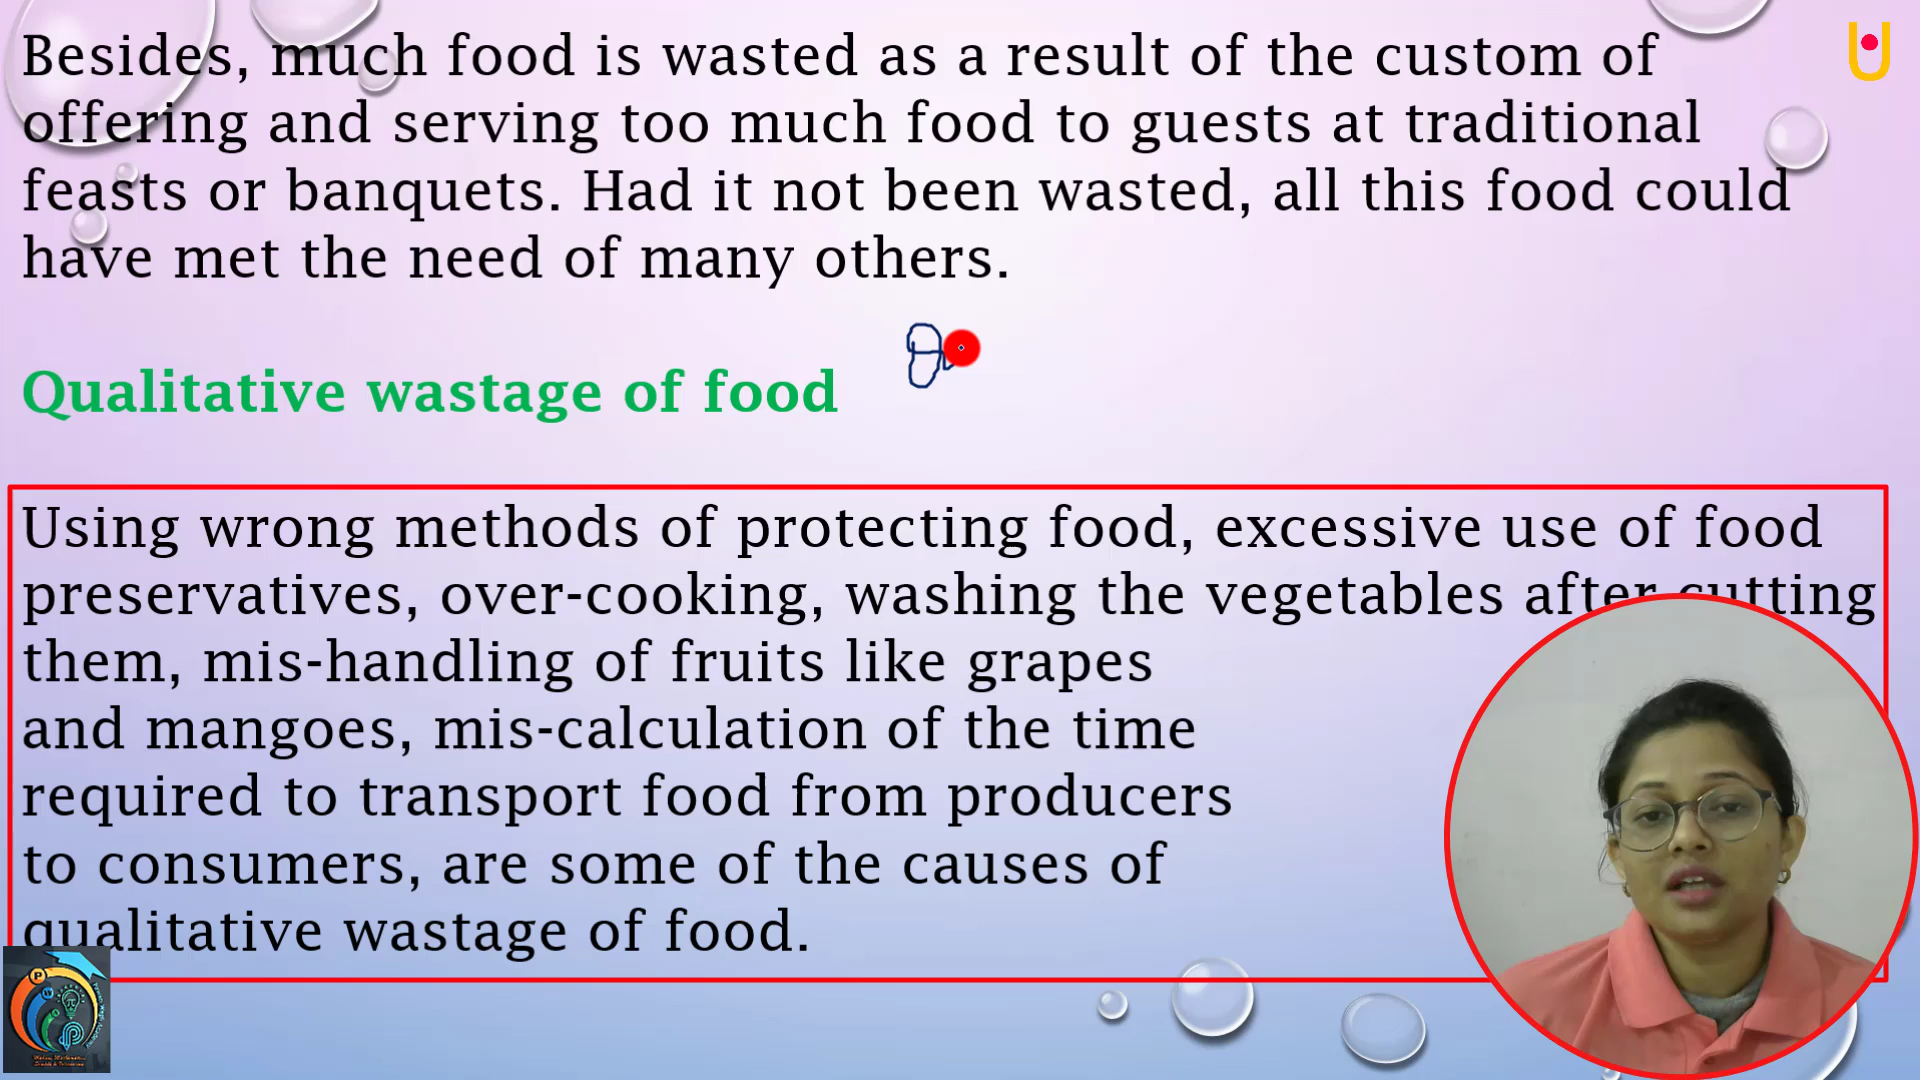 Besides, much food is wasted as a result of the custom of
offering and serving too much food to guests at traditional
feasts or banquets. Had it not been wasted, all this food could
have met the need of many others.
Qualitative wastage of food
Using wrong methods of protecting food, excessive use of food
preservatives, over-cooking, washing the vegetables after cutting
them, mis-handling of fruits like grapes
and mangoes, mis-calculation of the time
required to transport food from producers
to consumers, are some of the causes of
qualitative wastage of food.